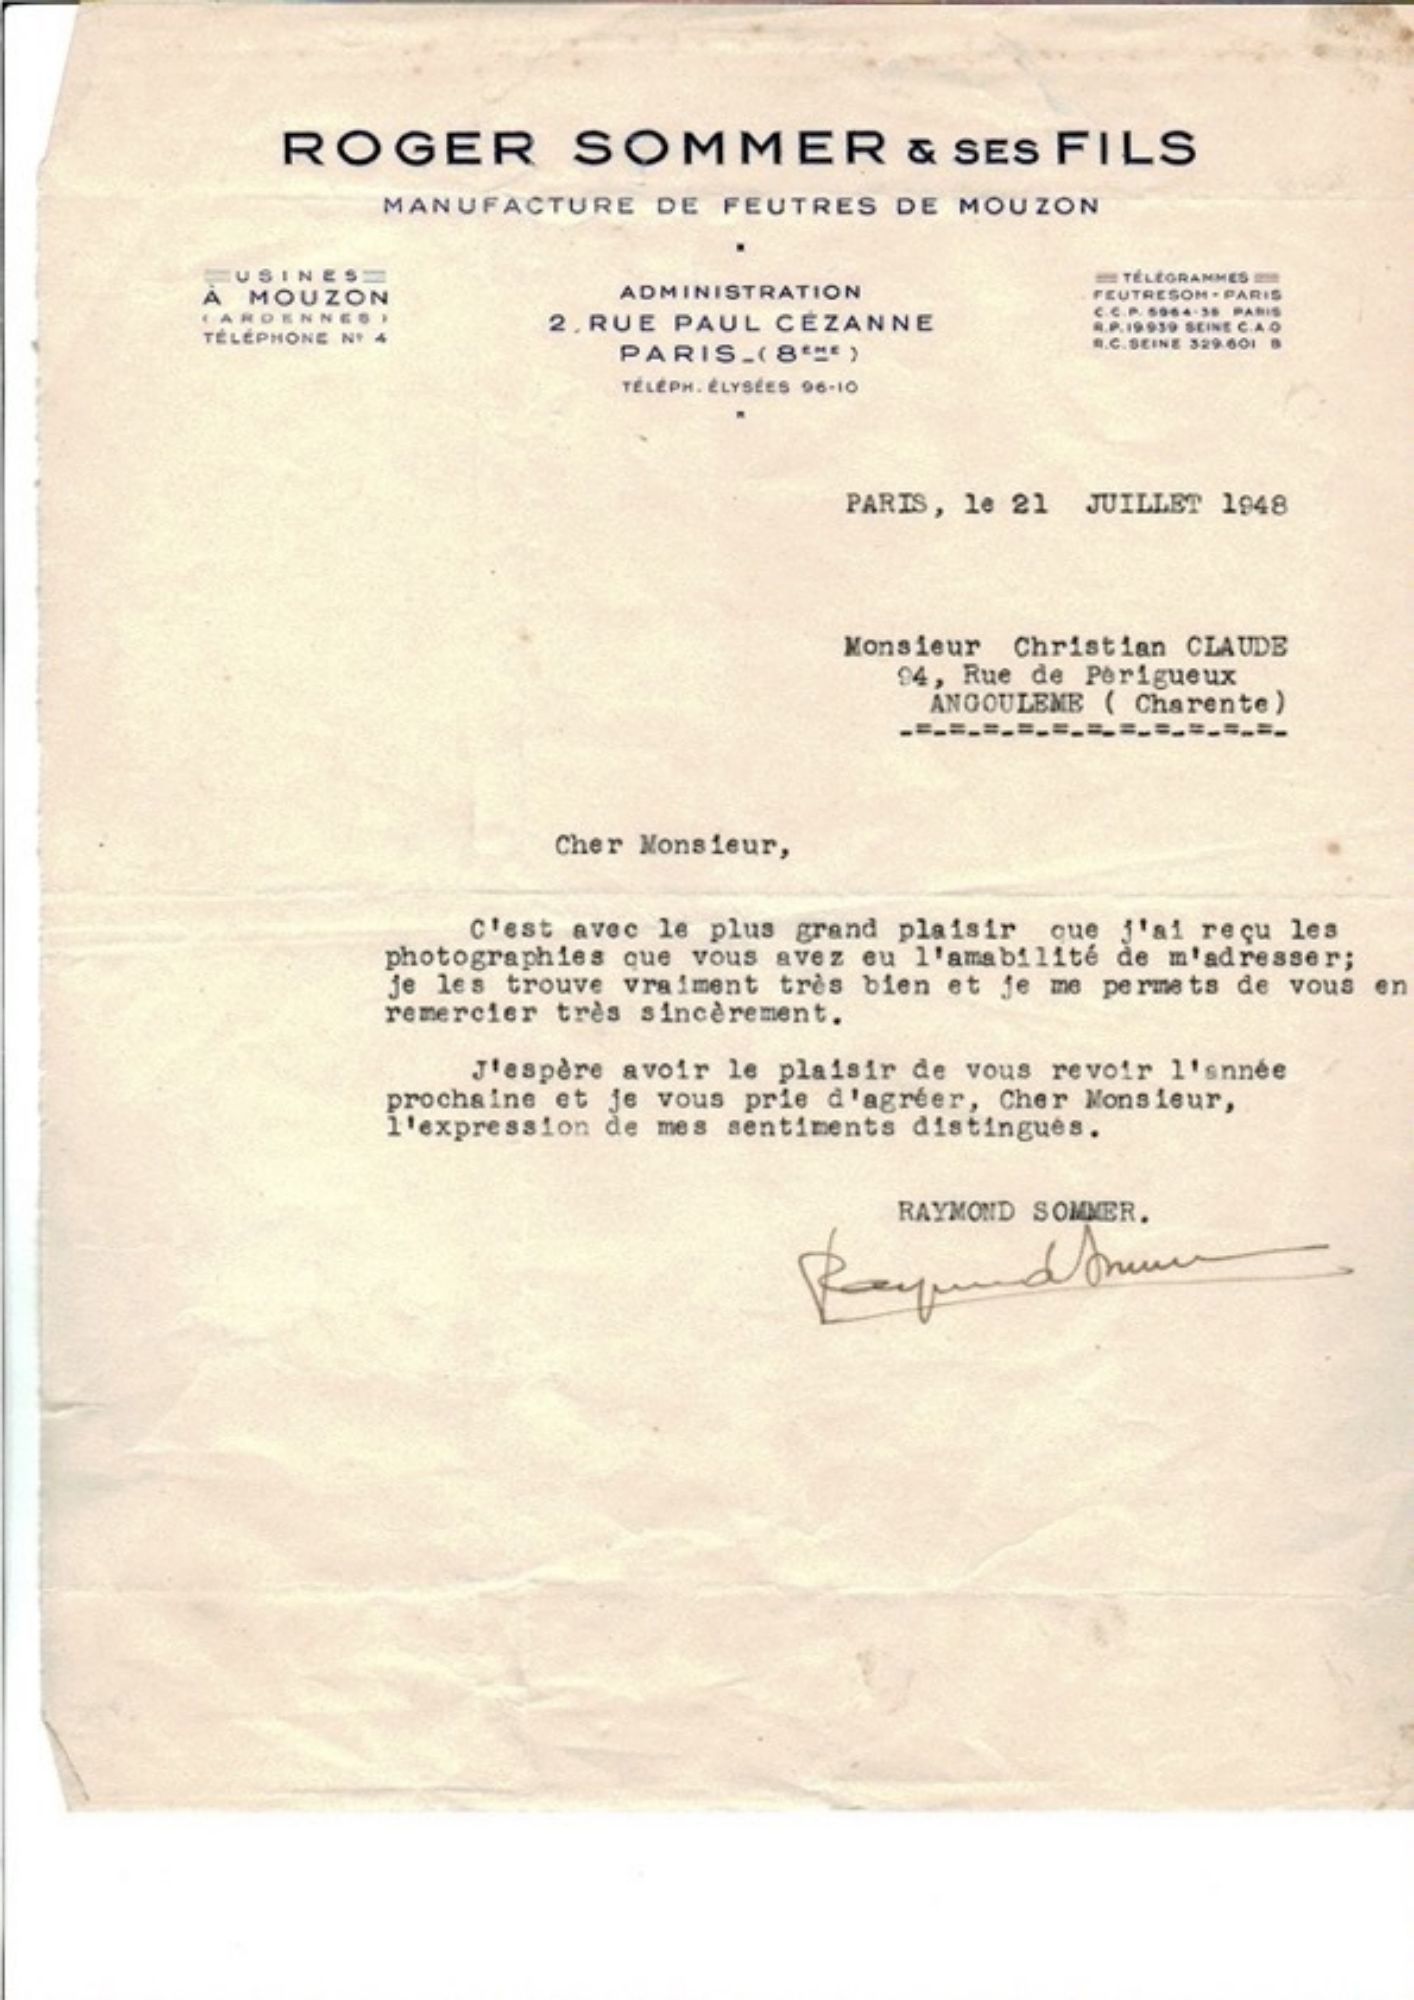 ROGER SOMMER & SES FILS
MANUFACTURE DE FEUTRES DE MOUZON
USINES
À MOUZON
(ARDENNES)
TÉLÉPHONE Nº 4
ADMINISTRATION
2, RUE PAUL CÉZANNE
PARIS_(8ÈME)
TÉLÉPH. ÉLYSÉES 96-10
TÉLÉGRAMMES
FEUTRESOM-PARIS
C.C.P. 5964-36 PARIS
R.P. 19.939 SEINE C.A.O
R.C. SEINE 329.601 B
PARIS, le 21 JUILLET 1948
Monsieur Christian CLAUDE
94, Rue de Périgueux
ANGOULEME ( Charente)
-=-=-=-=-=-=-=-=-=-=-=-
Cher Monsieur,
C'est avec le plus grand plaisir que j'ai reçu les
photographies que vous avez eu l'amabilité de m'adresser;
je les trouve vraiment très bien et je me permets de vous en
remercier très sincèrement.
J'espère avoir le plaisir de vous revoir l'année
prochaine et je vous prie d'agréer, Cher Monsieur,
l'expression de mes sentiments distingués.
RAYMOND SOMMER.
Raymond Sommer